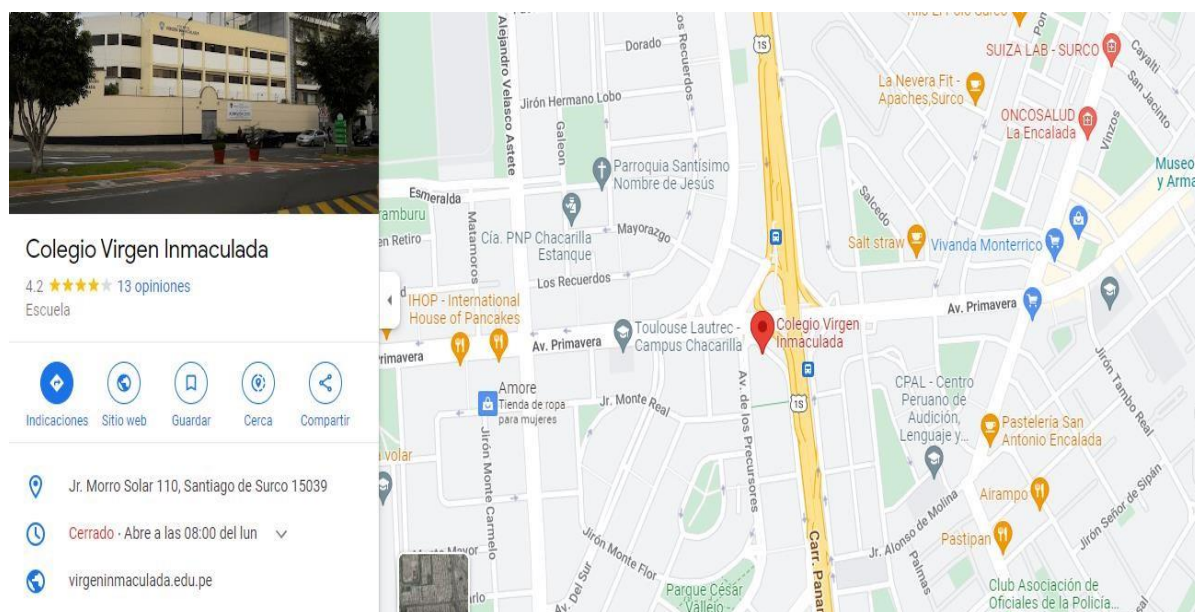 VIRGEN INMACULADA
Colegio Virgen Inmaculada
4.2
13 opiniones
Escuela
Indicaciones
Sitio web
Guardar
Cerca
Compartir
Jr. Morro Solar 110, Santiago de Surco 15039
Cerrado · Abre a las 08:00 del lun
virgeninmaculada.edu.pe
Alejandro Velasco Astete
Dorado
Los Recuerdos
1S
SUIZA LAB - SURCO
Cayalti
San Jacinto
La Nevera Fit -
Apaches,Surco
Jirón Hermano Lobo
Galeon
ONCOSALUD
La Encalada
Vinzos
Museo
y Arma
Parroquia Santísimo
Nombre de Jesús
Esmeralda
Matamoros
Cía. PNP Chacarilla
Estanque
Mayorazgo
Salcedo
Salt straw
Vivanda Monterrico
en Retiro
Los Recuerdos
IHOP - International
House of Pancakes
Av. Primavera
Toulouse Lautrec -
Campus Chacarilla
Colegio Virgen
Inmaculada
Av. Primavera
rimavera
Amore
Tienda de ropa
para mujeres
Jr. Monte Real
Av. de los Precursores
1S
CPAL - Centro
Peruano de
Audición,
Lenguaje y...
Jirón Tambo Real
Pastelería San
Antonio Encalada
a volar
Jirón Monte Carmelo
Airampo
Jirón Señor de Sipán
Jr. Alonso de Molina
Pastipan
Palmas
Jirón Monte Flor
Av. Del Sur
Carr. Panar
Parque César
Vallejo -
Club Asociación de
Oficiales de la Policía...